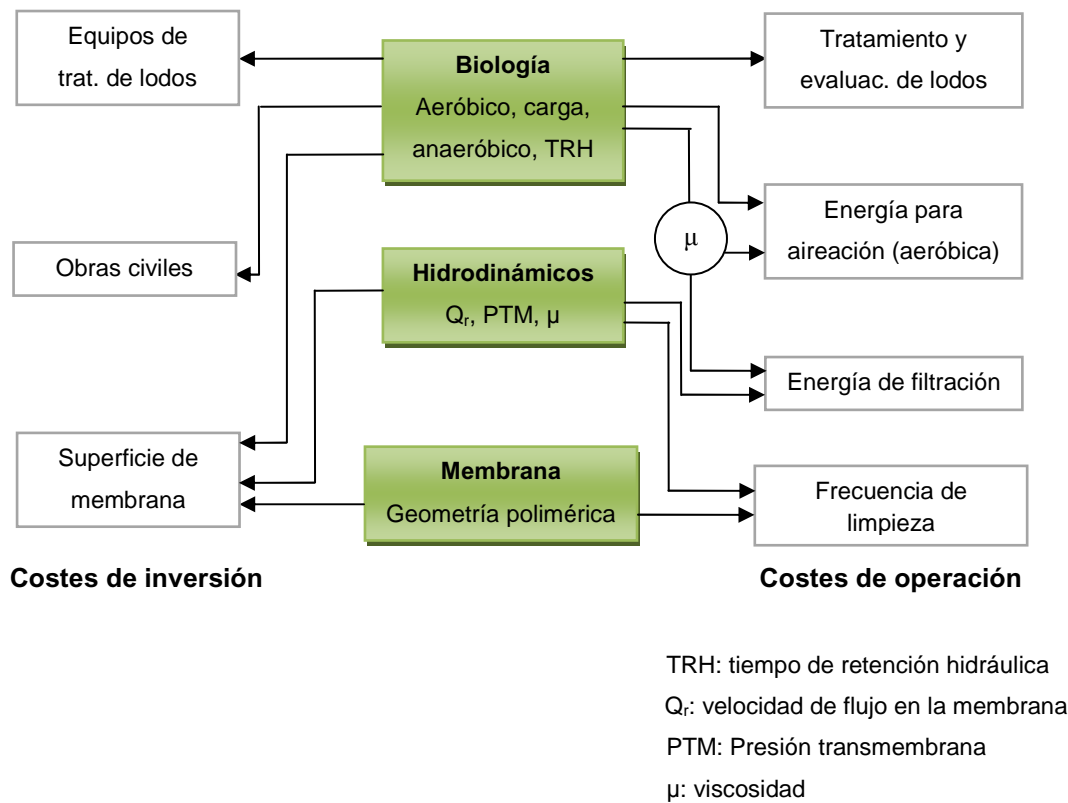 Equipos de
trat. de lodos
Biología
Aeróbico, carga,
anaeróbico, TRH
Tratamiento y
evaluac. de lodos
Obras civiles
Hidrodinámicos
Qr, PTM, µ
μ
Energía para
aireación (aeróbica)
Energía de filtración
Superficie de
membrana
Membrana
Geometría polimérica
Frecuencia de
limpieza
Costes de inversión
Costes de operación
TRH: tiempo de retención hidráulica
Qr: velocidad de flujo en la membrana
PTM: Presión transmembrana
µ: viscosidad